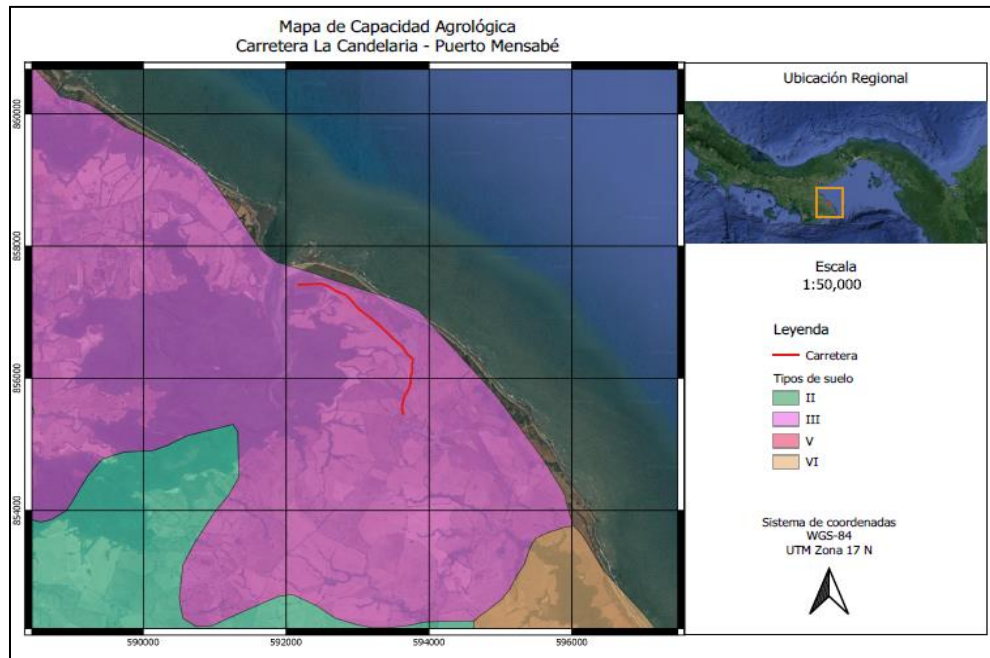 Mapa de Capacidad Agrológica
Carretera La Candelaria - Puerto Mensabé
860000
858000
856000
854000
590000
592000
594000
596000
Ubicación Regional
Escala
1:50,000
Leyenda
Carretera
Tipos de suelo
II
III
V
VI
Sistema de coordenadas
WGS-84
UTM Zona 17 N